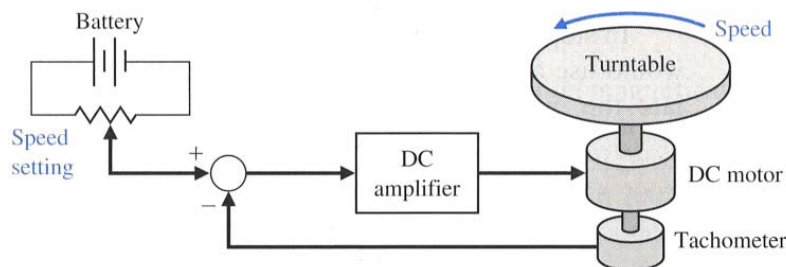 Battery
Speed
Turntable
Speed
setting
+
−
DC
amplifier
DC motor
Tachometer